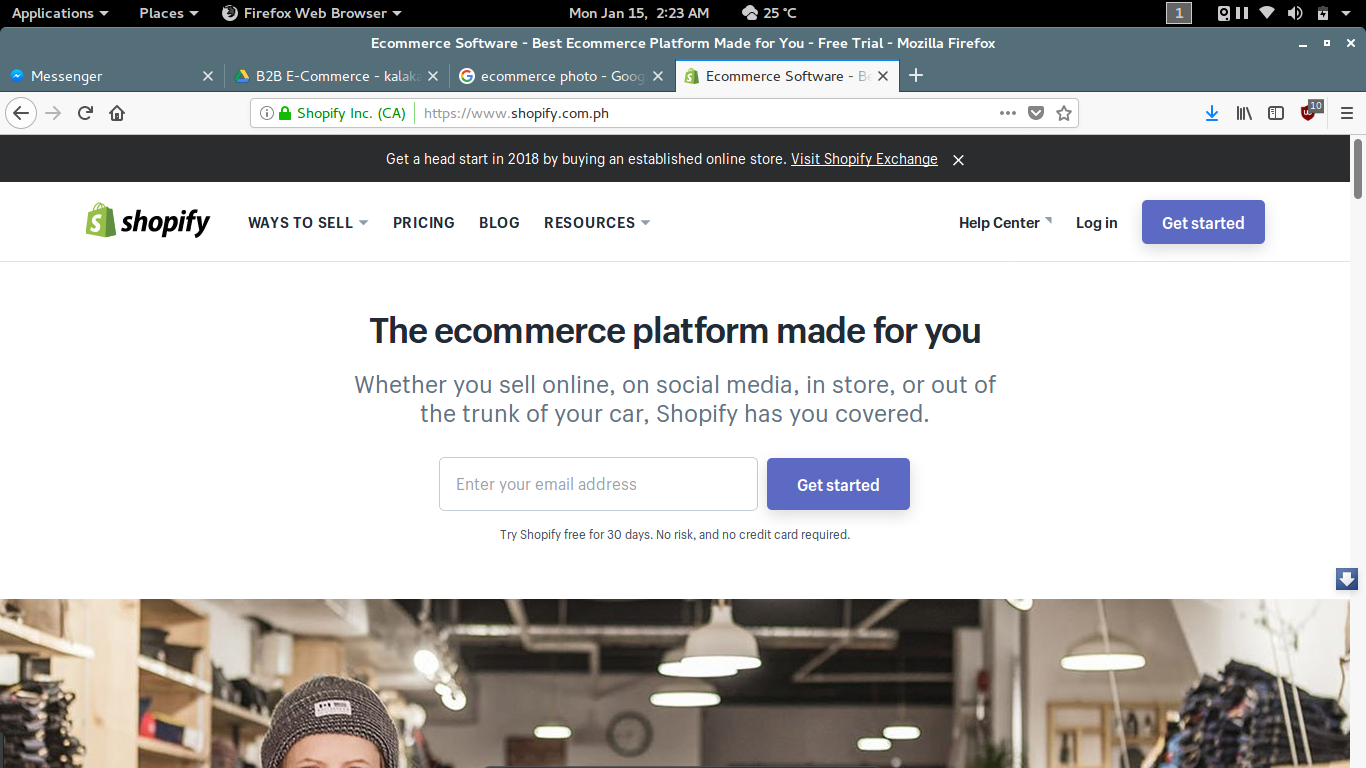 Applications Places Firefox Web Browser Mon Jan 15, 2:23 AM 25 °C 1
Ecommerce Software - Best Ecommerce Platform Made for You - Free Trial - Mozilla Firefox
Messenger B2B E-Commerce - kalak ecommerce photo - Goog Ecommerce Software - Be
Shopify Inc. (CA) https://www.shopify.com.ph 10
Get a head start in 2018 by buying an established online store. Visit Shopify Exchange
shopify WAYS TO SELL PRICING BLOG RESOURCES Help Center Log in Get started
The ecommerce platform made for you
Whether you sell online, on social media, in store, or out of
the trunk of your car, Shopify has you covered.
Enter your email address Get started
Try Shopify free for 30 days. No risk, and no credit card required.